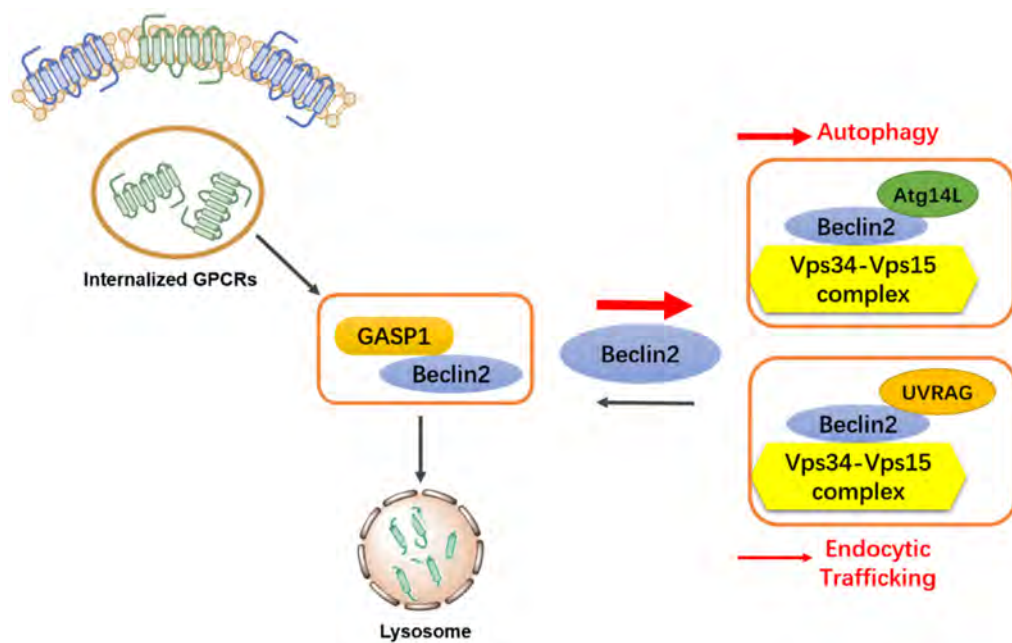 Internalized GPCRs
GASP1
Beclin2
Lysosome
Beclin2
Autophagy
Atg14L
Beclin2
Vps34-Vps15
complex
UVRAG
Beclin2
Vps34-Vps15
complex
Endocytic
Trafficking